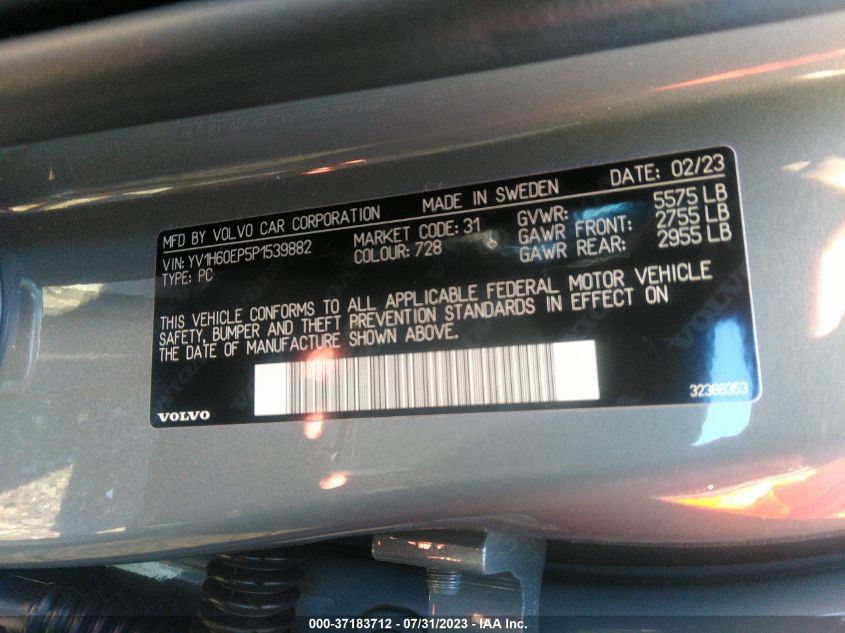 MFD BY VOLVO CAR CORPORATION MADE IN SWEDEN DATE: 02/23
VIN: YV1H60EP5P1539882 MARKET CODE: 31 GVWR: 5575 LB
TYPE: PC COLOUR: 728 GAWR FRONT: 2755 LB
GAWR REAR: 2955 LB
THIS VEHICLE CONFORMS TO ALL APPLICABLE FEDERAL MOTOR VEHICLE
SAFETY, BUMPER AND THEFT PREVENTION STANDARDS IN EFFECT ON
THE DATE OF MANUFACTURE SHOWN ABOVE.
VOLVO 32366353
000-37183712 - 07/31/2023 - IAA Inc.